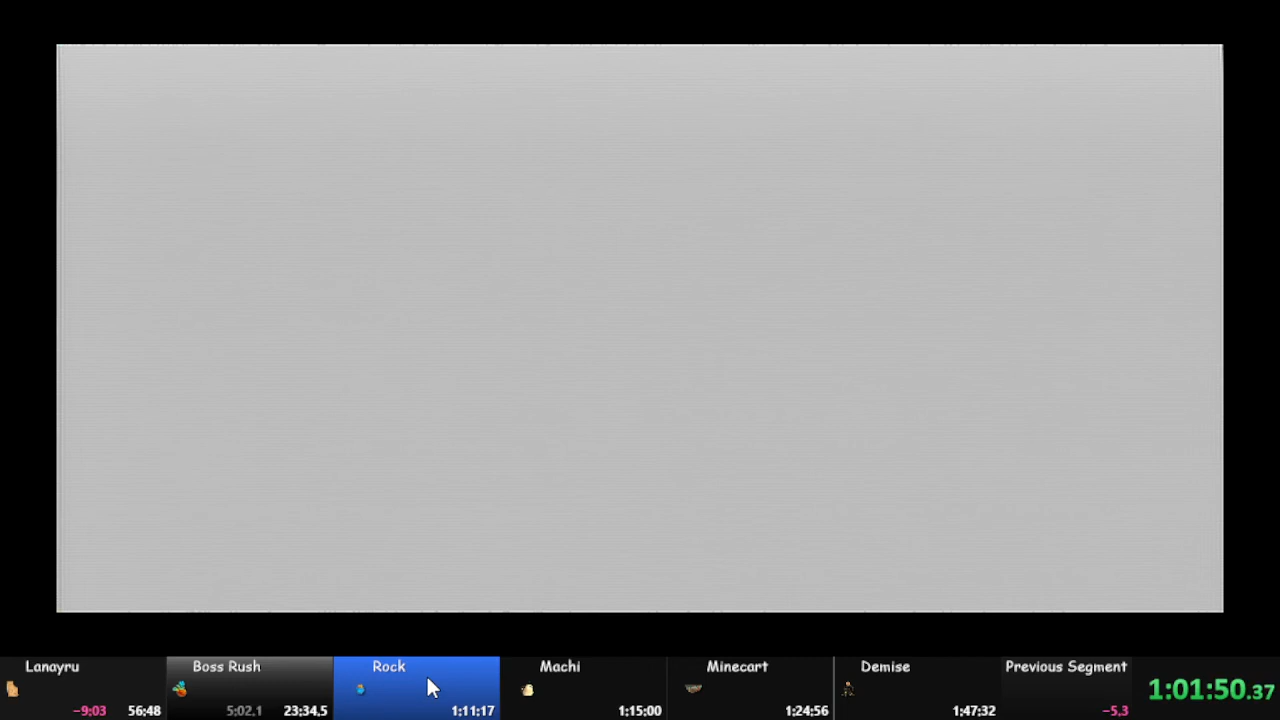 Lanayru
-9:03 56:48
Boss Rush
5:02.1 23:34.5
Rock
1:11:17
Machi
1:15:00
Minecart
1:24:56
Demise
1:47:32
Previous Segment
-5.3
1:01:50.37